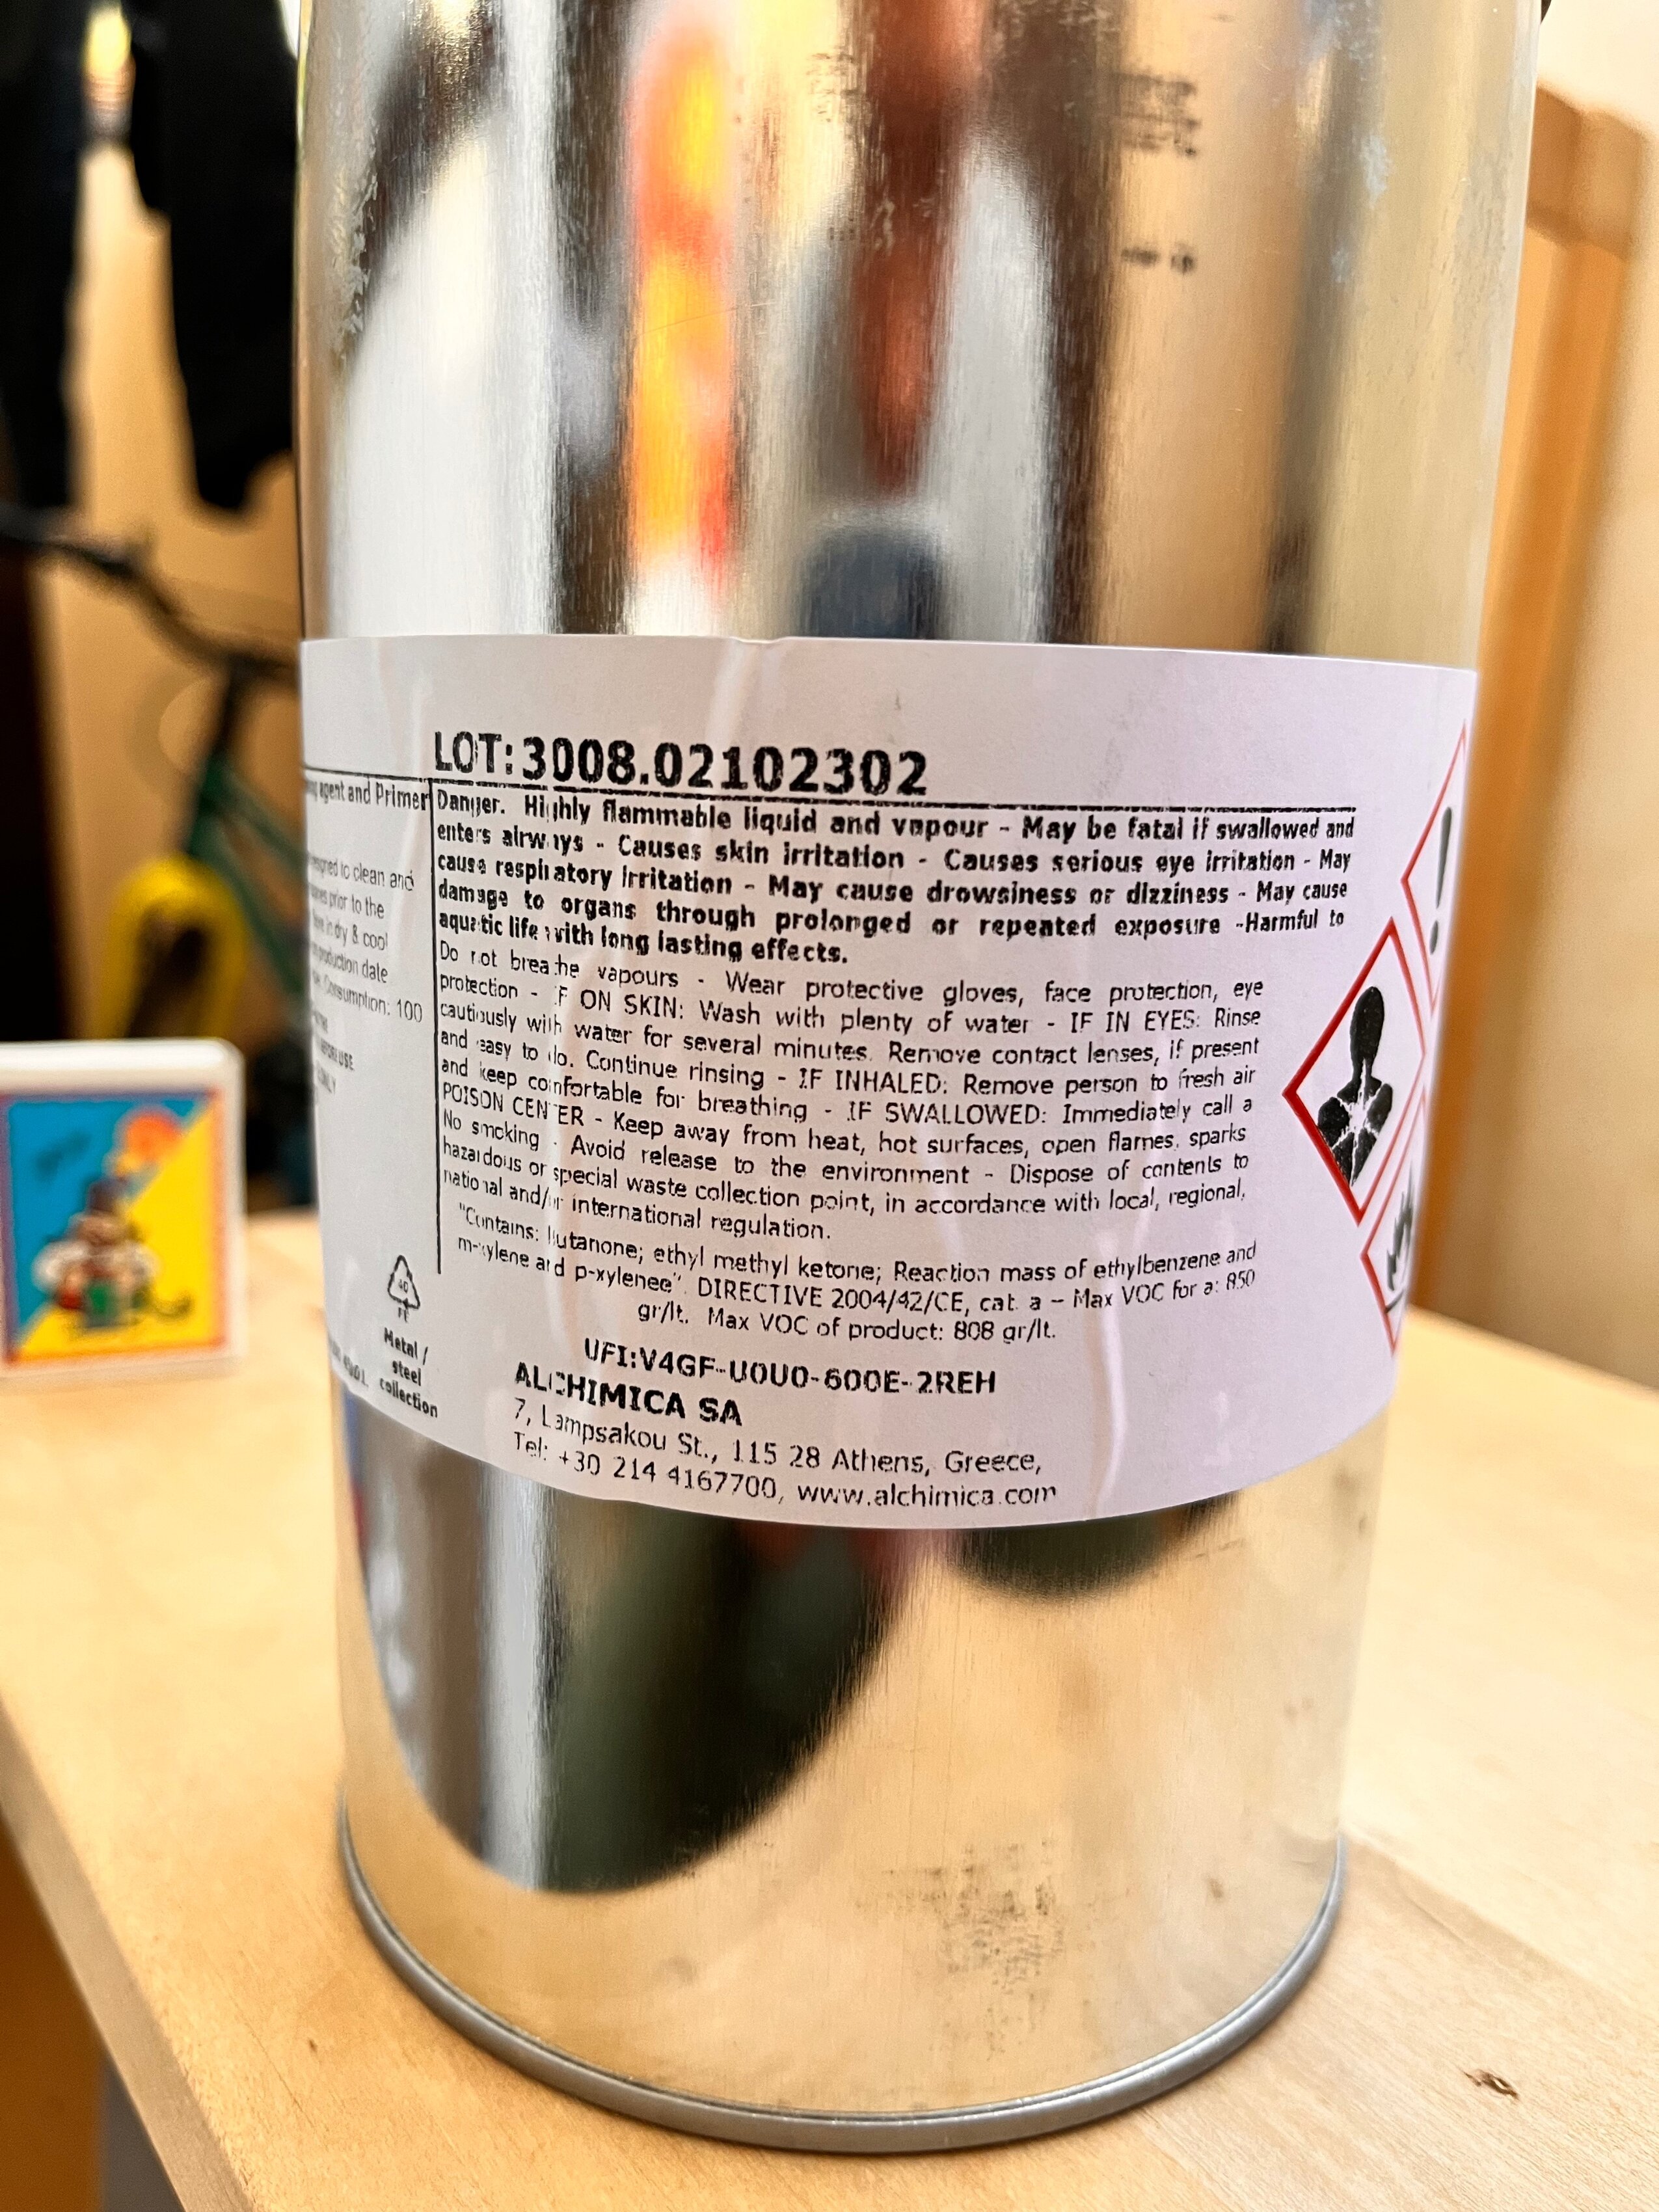 LOT: 3008.02102302
agent and Primer
Danger. Highly flammable liquid and vapour - May be fatal if swallowed and
enters airways - Causes skin irritation - Causes serious eye irritation - May
cause respiratory irritation - May cause drowsiness or dizziness - May cause
damage to organs through prolonged or repeated exposure -Harmful to
aquatic life with long lasting effects.
Do not breathe vapours - Wear protective gloves, face protection, eye
protection - IF ON SKIN: Wash with plenty of water - IF IN EYES: Rinse
cautiously with water for several minutes. Remove contact lenses, if present
and easy to do. Continue rinsing - IF INHALED: Remove person to fresh air
and keep comfortable for breathing - IF SWALLOWED: Immediately call a
POISON CENTER - Keep away from heat, hot surfaces, open flames, sparks
No smoking - Avoid release to the environment - Dispose of contents to
hazardous or special waste collection point, in accordance with local, regional,
national and/or international regulation.
"Contains: butanone; ethyl methyl ketone; Reaction mass of ethylbenzene and
m-xylene and p-xylenee". DIRECTIVE 2004/42/CE, cat. a – Max VOC for a: 850
gr/lt. Max VOC of product: 808 gr/lt.
UFI:V4GF-U0U0-600E-2REH
ALCHIMICA SA
7, Lampsakou St., 115 28 Athens, Greece,
Tel: +30 214 4167700, www.alchimica.com
to clean and
prior to the
in dry & cool
production date
Consumption: 100
40
FE
Metal /
steel
collection